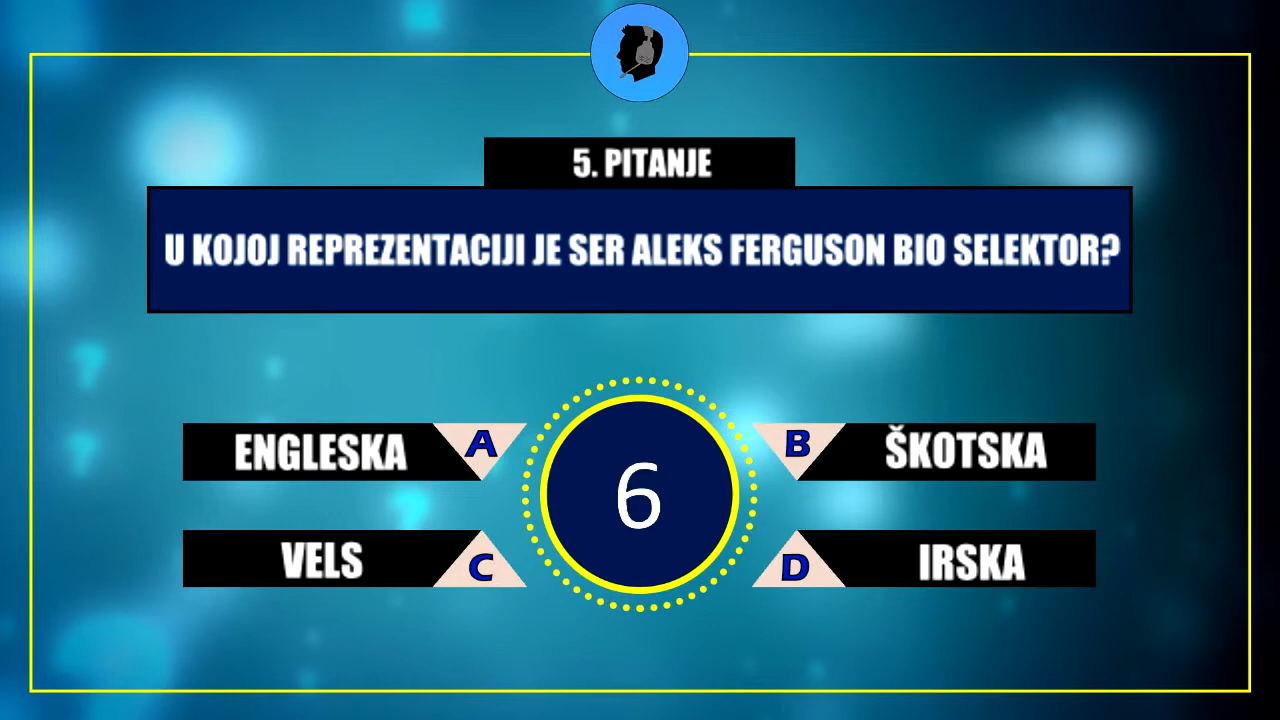 5. PITANJE
U KOJOJ REPREZENTACIJI JE SER ALEKS FERGUSON BIO SELEKTOR?
ENGLESKA A
B ŠKOTSKA
6
VELS C
D IRSKA